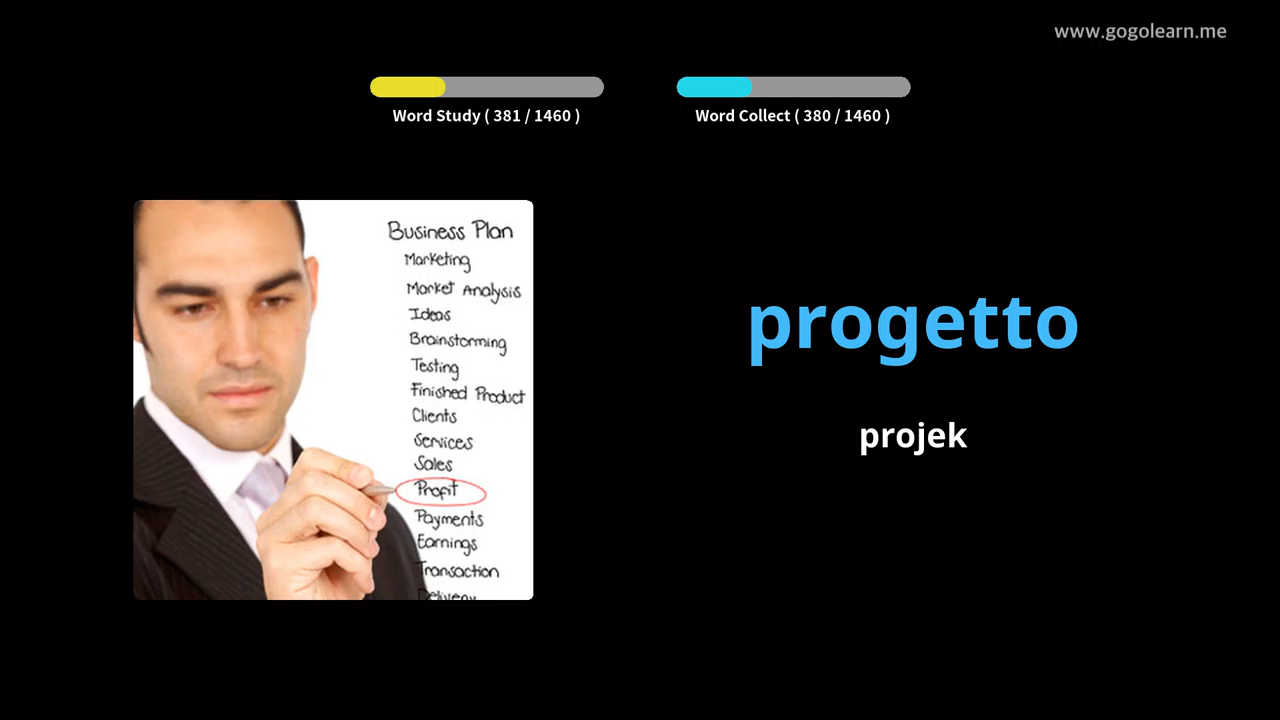 www.gogolearn.me
Word Study ( 381 / 1460 )
Word Collect ( 380 / 1460 )
Business Plan
Marketing
Market Analysis
Ideas
Brainstorming
Testing
Finished Product
Clients
Services
Sales
Profit
Payments
Earnings
Transaction
Delivery
progetto
projek